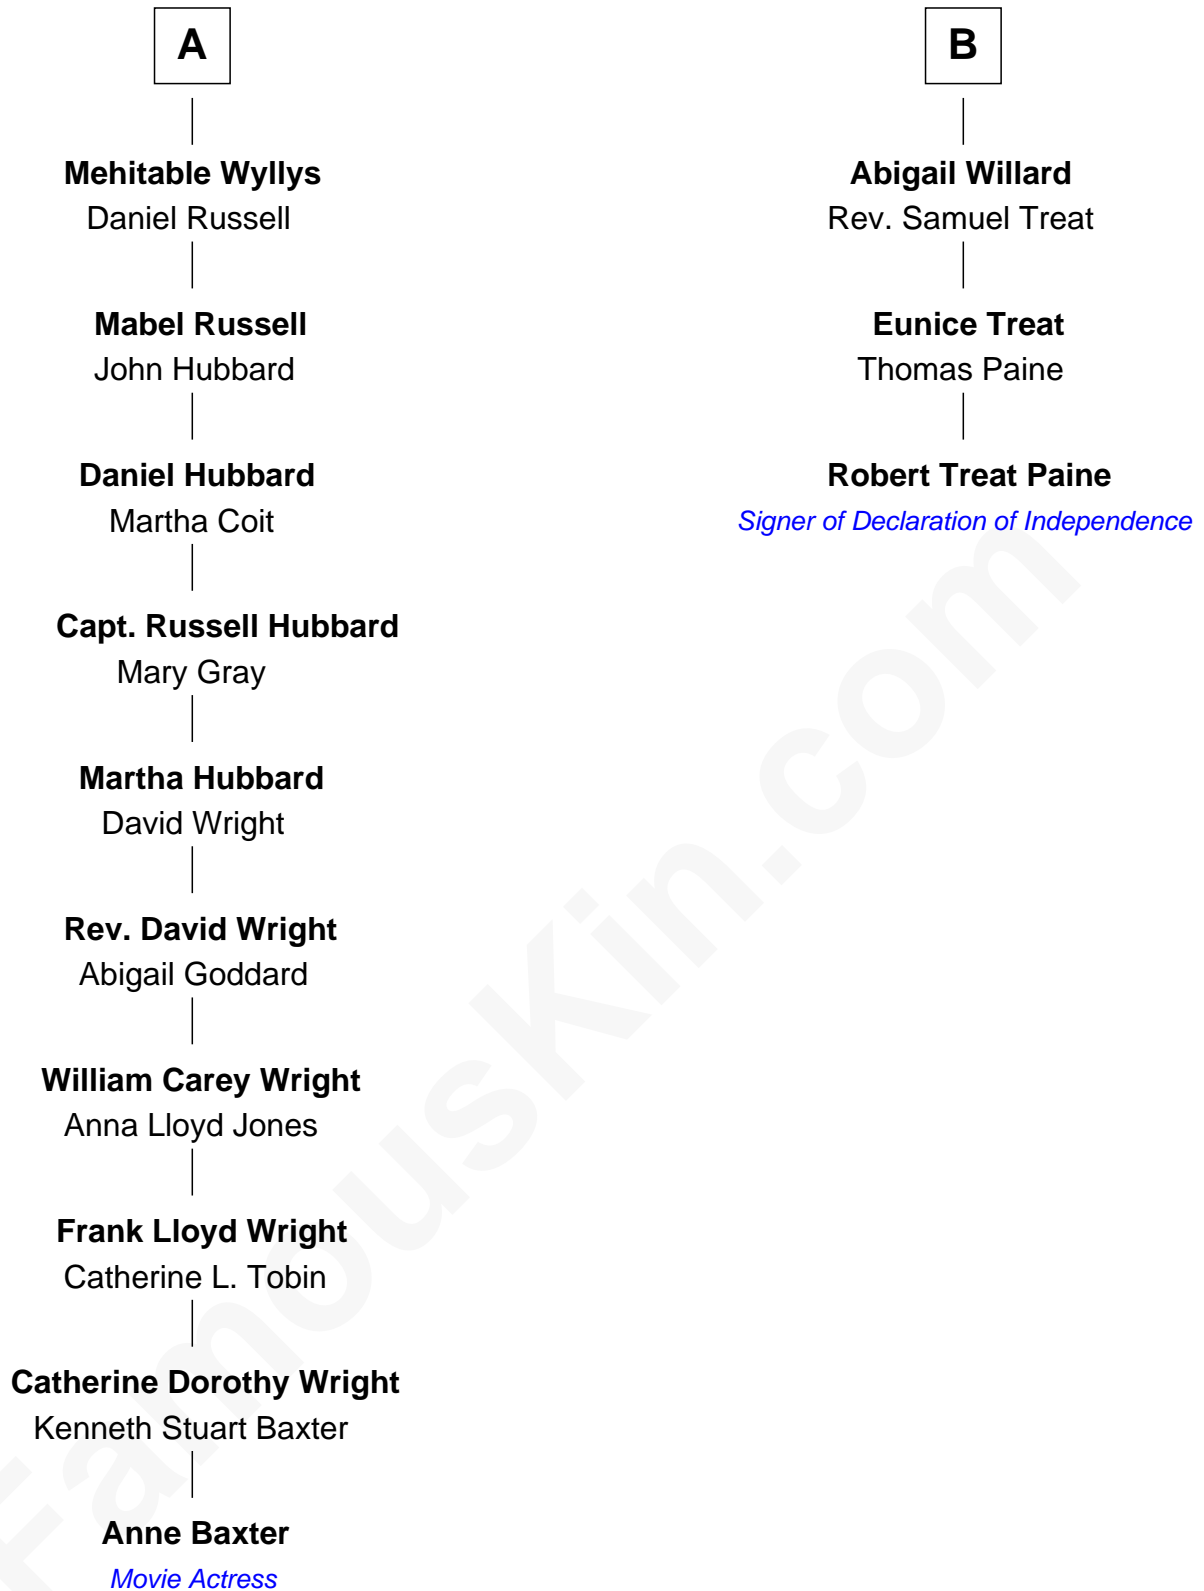 A
Mehitable Wyllys
Daniel Russell
Mabel Russell
John Hubbard
Daniel Hubbard
Martha Coit
Capt. Russell Hubbard
Mary Gray
Martha Hubbard
David Wright
Rev. David Wright
Abigail Goddard
William Carey Wright
Anna Lloyd Jones
Frank Lloyd Wright
Catherine L. Tobin
Catherine Dorothy Wright
Kenneth Stuart Baxter
Anne Baxter
Movie Actress
B
Abigail Willard
Rev. Samuel Treat
Eunice Treat
Thomas Paine
Robert Treat Paine
Signer of Declaration of Independence
FamousKin.com